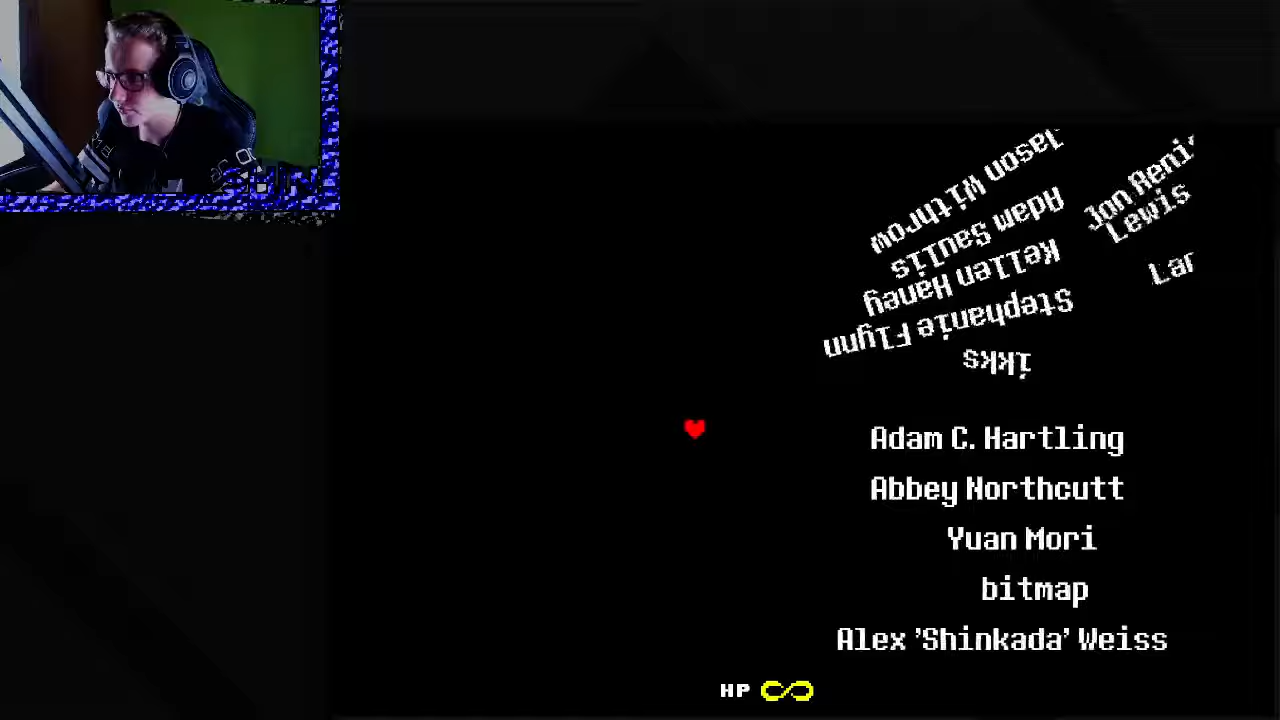 Jason Withrow
Adam Saulis
Kellen Haney
Stephanie Flynn
ikks
Jon
Lewis
Adam C. Hartling
Abbey Northcutt
Yuan Mori
bitmap
Alex 'Shinkada' Weiss
HP